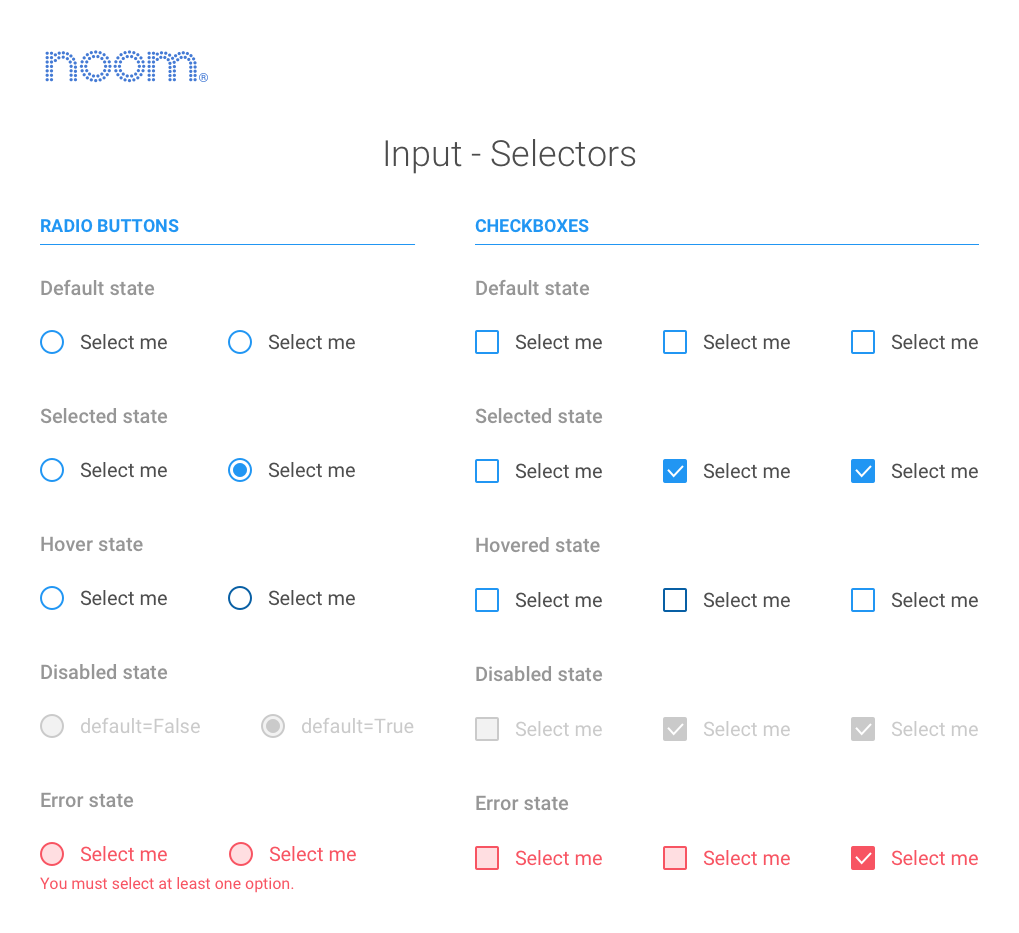 noom®
Input - Selectors
RADIO BUTTONS
Default state
Select me Select me
Selected state
Select me Select me
Hover state
Select me Select me
Disabled state
default=False default=True
Error state
Select me Select me
You must select at least one option.
CHECKBOXES
Default state
Select me Select me Select me
Selected state
Select me Select me Select me
Hovered state
Select me Select me Select me
Disabled state
Select me Select me Select me
Error state
Select me Select me Select me